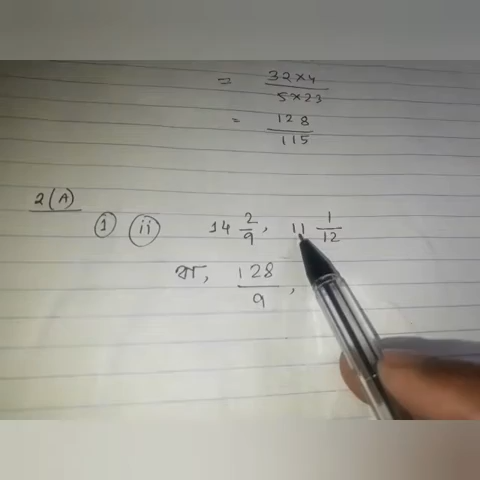 = 32×4 / 5×23
= 128 / 115
2(A)
① ⓘⓘ 14 2/9, 11 1/12
বা, 128/9,